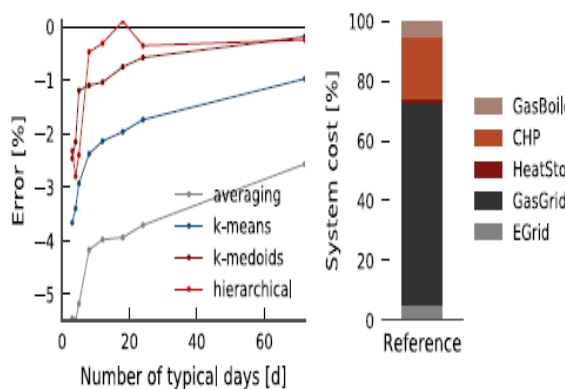 0
−1
−2
−3
−4
−5
Error [%]
0 20 40 60
Number of typical days [d]
averaging
k-means
k-medoids
hierarchical
100
80
60
40
20
0
System cost [%]
Reference
GasBoile
CHP
HeatSto
GasGrid
EGrid